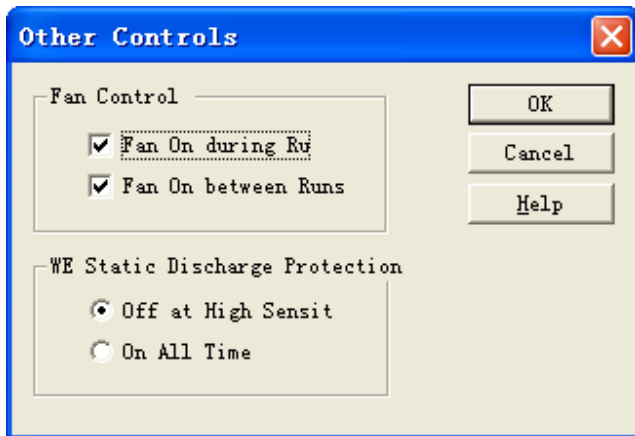 Other Controls
Fan Control
Fan On during Ru
Fan On between Runs
OK
Cancel
Help
WE Static Discharge Protection
Off at High Sensit
On All Time